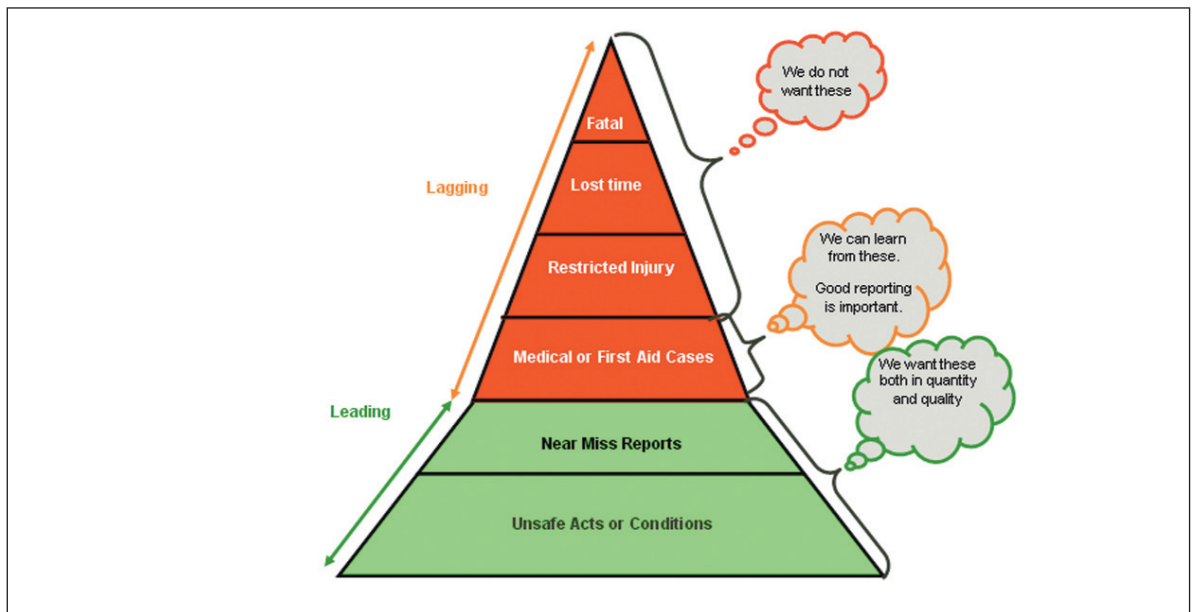 We do not
want these
Fatal
Lost time
Lagging
We can learn
from these.
Good reporting
is important.
Restricted Injury
Medical or First Aid Cases
We want these
both in quantity
and quality
Leading
Near Miss Reports
Unsafe Acts or Conditions